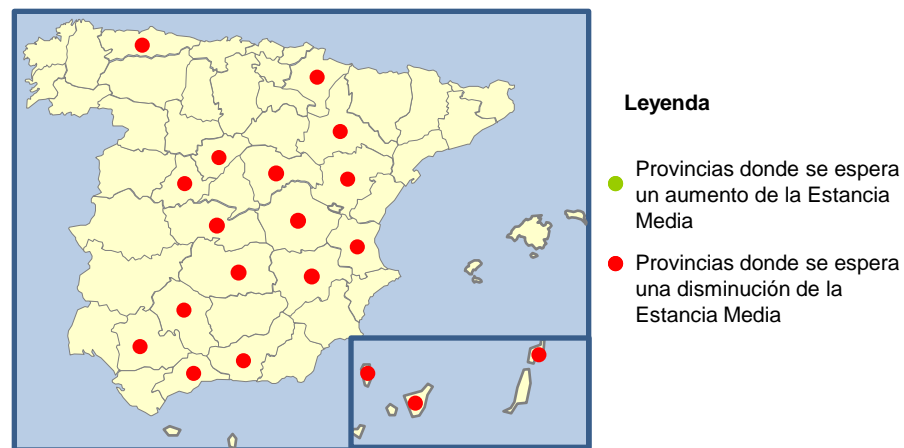 Leyenda
Provincias donde se espera
un aumento de la Estancia
Media
Provincias donde se espera
una disminución de la
Estancia Media